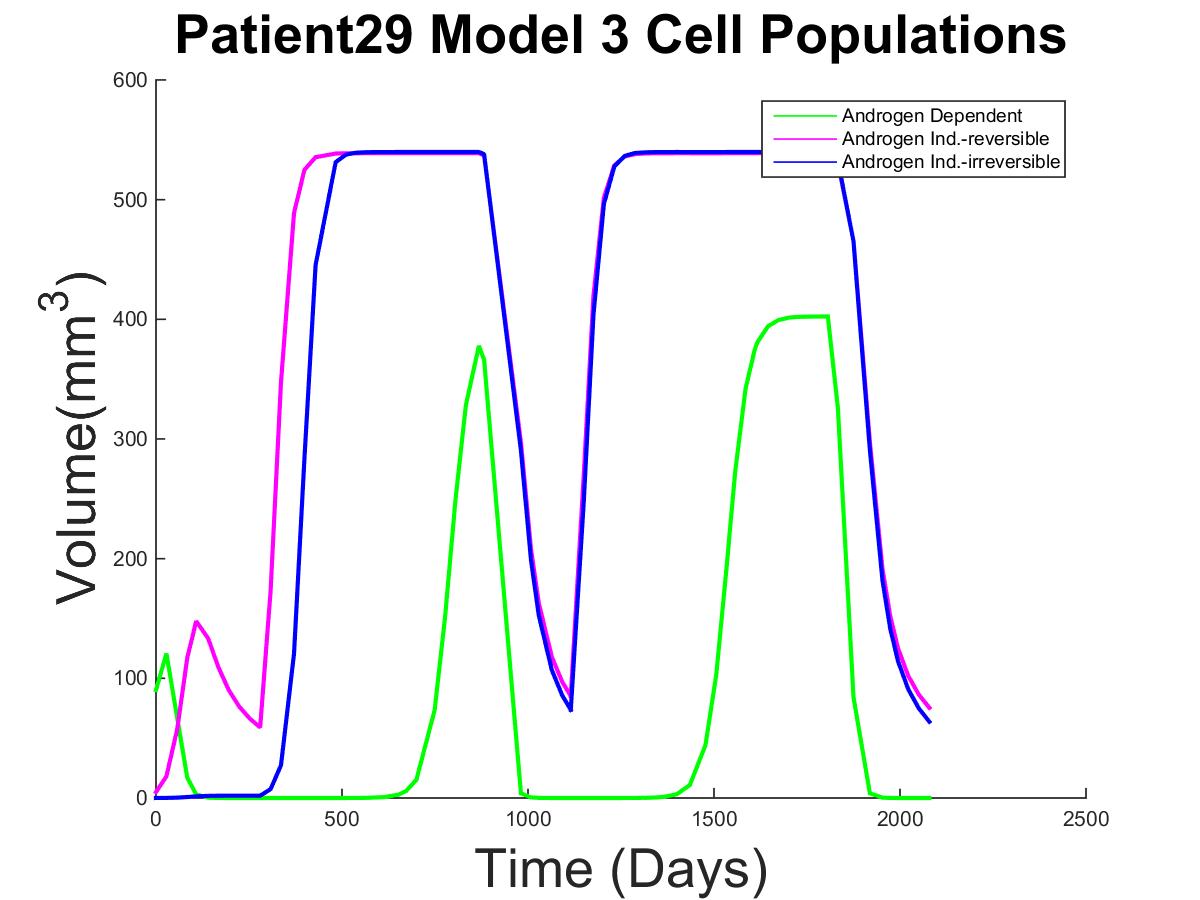 Patient29 Model 3 Cell Populations
600
500
400
300
200
100
0
Volume(mm³)
Androgen Dependent
Androgen Ind.-reversible
Androgen Ind.-irreversible
0 500 1000 1500 2000 2500
Time (Days)